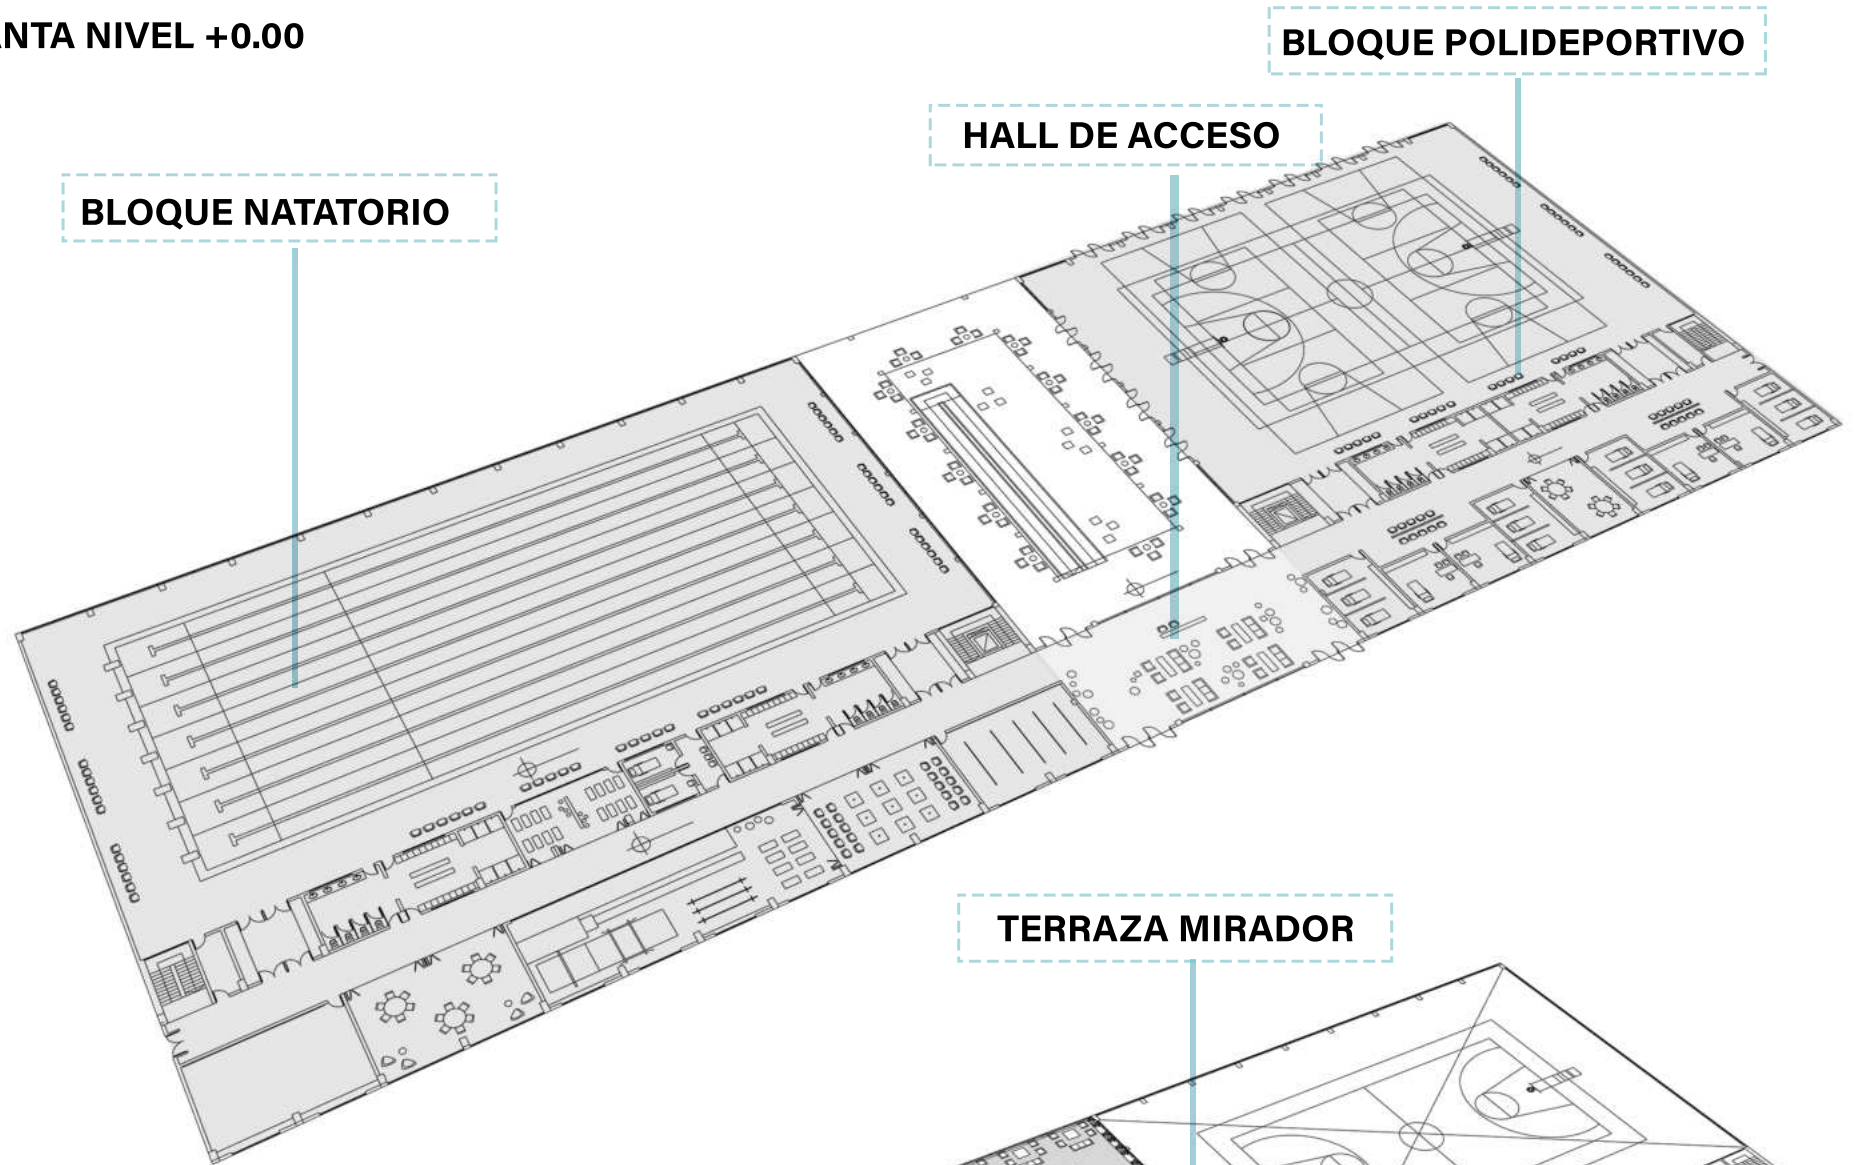 NTA NIVEL +0.00
BLOQUE POLIDEPORTIVO
HALL DE ACCESO
BLOQUE NATATORIO
TERRAZA MIRADOR